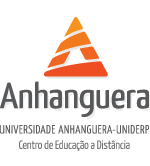 Anhanguera
UNIVERSIDADE ANHANGUERA-UNIDERP
Centro de Educação a Distância